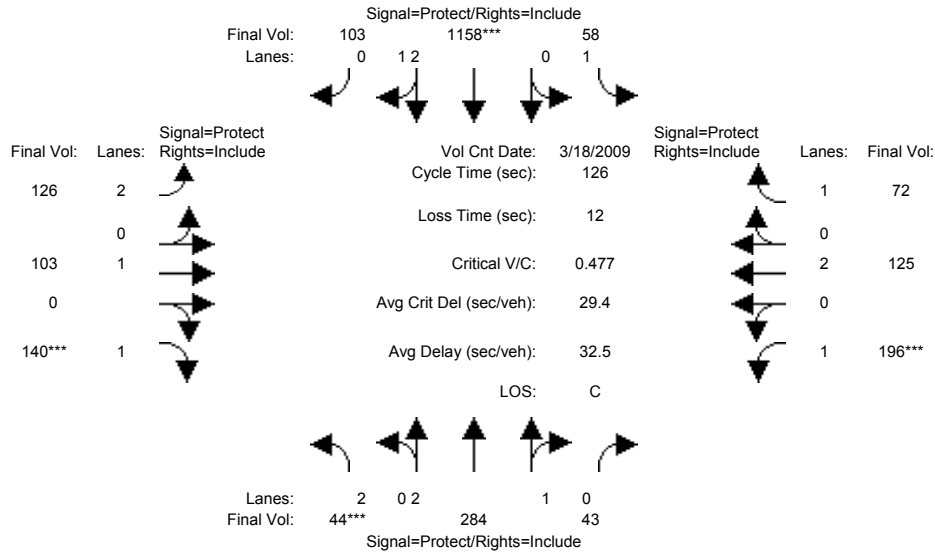 Signal=Protect/Rights=Include
Final Vol: 103 1158*** 58
Lanes: 0 1 2 0 1
Signal=Protect Signal=Protect
Final Vol: Lanes: Rights=Include Vol Cnt Date: 3/18/2009 Rights=Include Lanes: Final Vol:
Cycle Time (sec): 126
126 2 1 72
Loss Time (sec): 12
0 0
103 1 Critical V/C: 0.477 2 125
0 Avg Crit Del (sec/veh): 29.4 0
140*** 1 Avg Delay (sec/veh): 32.5 1 196***
LOS: C
Lanes: 2 0 2 1 0
Final Vol: 44*** 284 43
Signal=Protect/Rights=Include